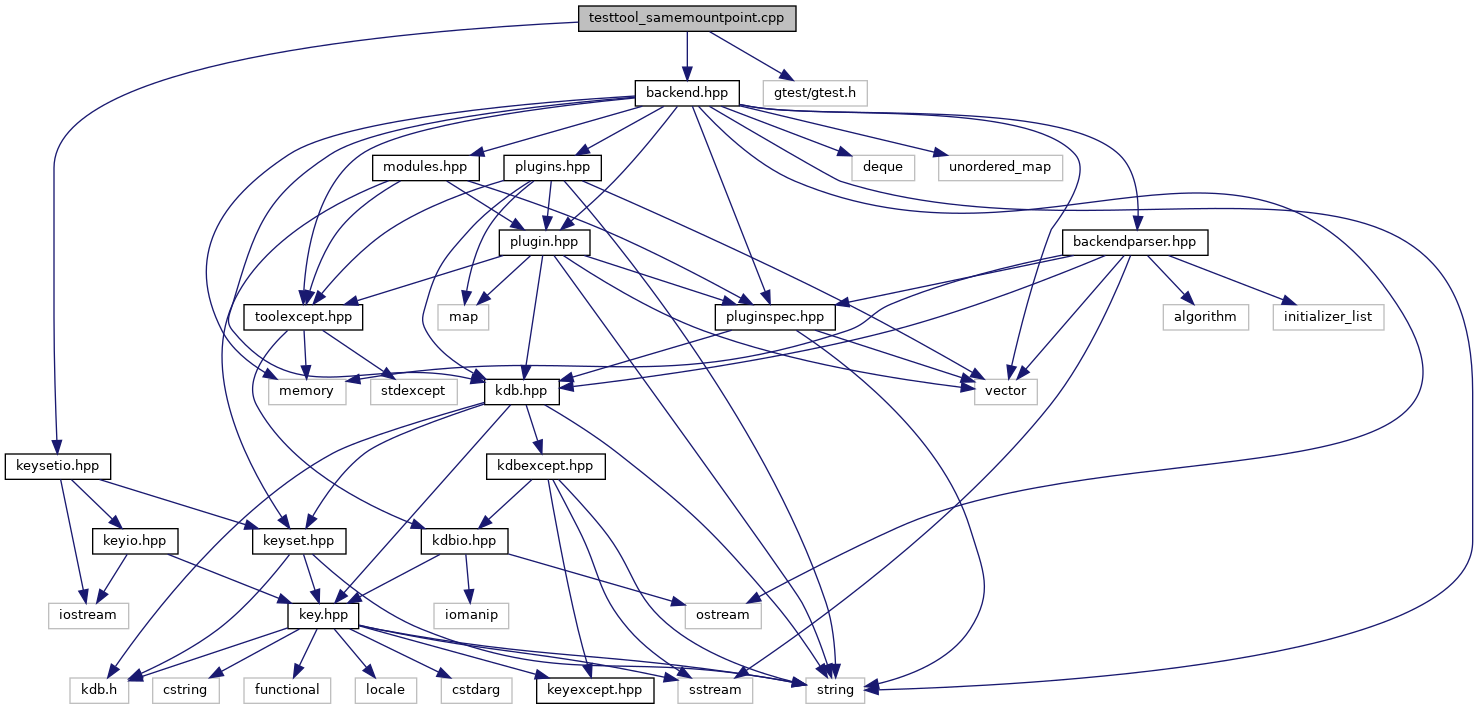 testtool_samemountpoint.cpp
backend.hpp
gtest/gtest.h
modules.hpp
plugins.hpp
deque
unordered_map
plugin.hpp
backendparser.hpp
toolexcept.hpp
map
pluginspec.hpp
algorithm
initializer_list
memory
stdexcept
kdb.hpp
vector
keysetio.hpp
kdbexcept.hpp
keyio.hpp
keyset.hpp
kdbio.hpp
iostream
key.hpp
iomanip
ostream
kdb.h
cstring
functional
locale
cstdarg
keyexcept.hpp
sstream
string